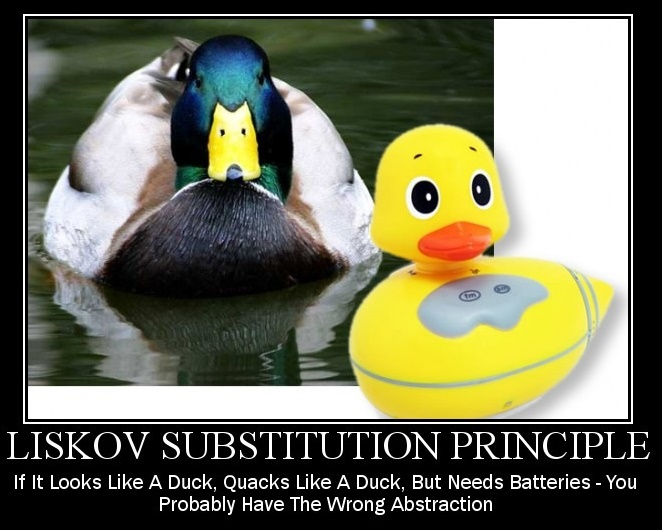 LISKOV SUBSTITUTION PRINCIPLE
If It Looks Like A Duck, Quacks Like A Duck, But Needs Batteries - You
Probably Have The Wrong Abstraction